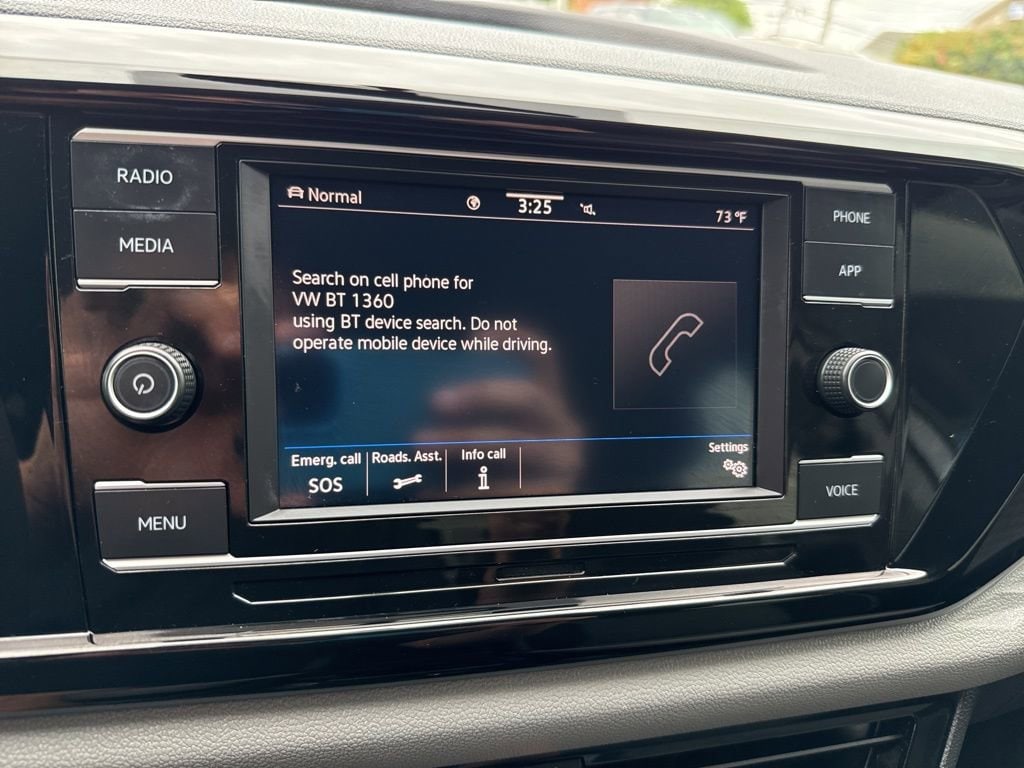 RADIO
MEDIA
MENU
Normal
3:25
73 °F
Search on cell phone for
VW BT 1360
using BT device search. Do not
operate mobile device while driving.
Emerg. call
SOS
Roads. Asst.
Info call
Settings
PHONE
APP
VOICE